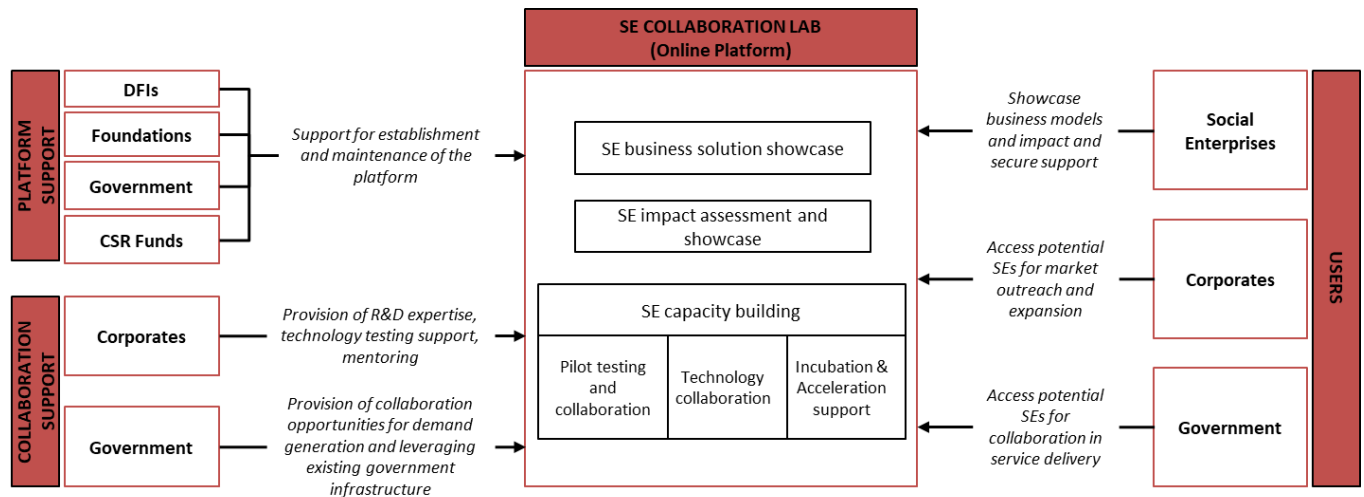 SE COLLABORATION LAB
(Online Platform)
PLATFORM
SUPPORT
DFIs
Foundations
Government
CSR Funds
Support for establishment
and maintenance of the
platform
COLLABORATION
SUPPORT
Corporates
Provision of R&D expertise,
technology testing support,
mentoring
Government
Provision of collaboration
opportunities for demand
generation and leveraging
existing government
infrastructure
SE business solution showcase
SE impact assessment and
showcase
SE capacity building
Pilot testing
and
collaboration
Technology
collaboration
Incubation &
Acceleration
support
Showcase
business models
and impact and
secure support
Social
Enterprises
Access potential
SEs for market
outreach and
expansion
Corporates
Access potential
SEs for
collaboration in
service delivery
Government
USERS